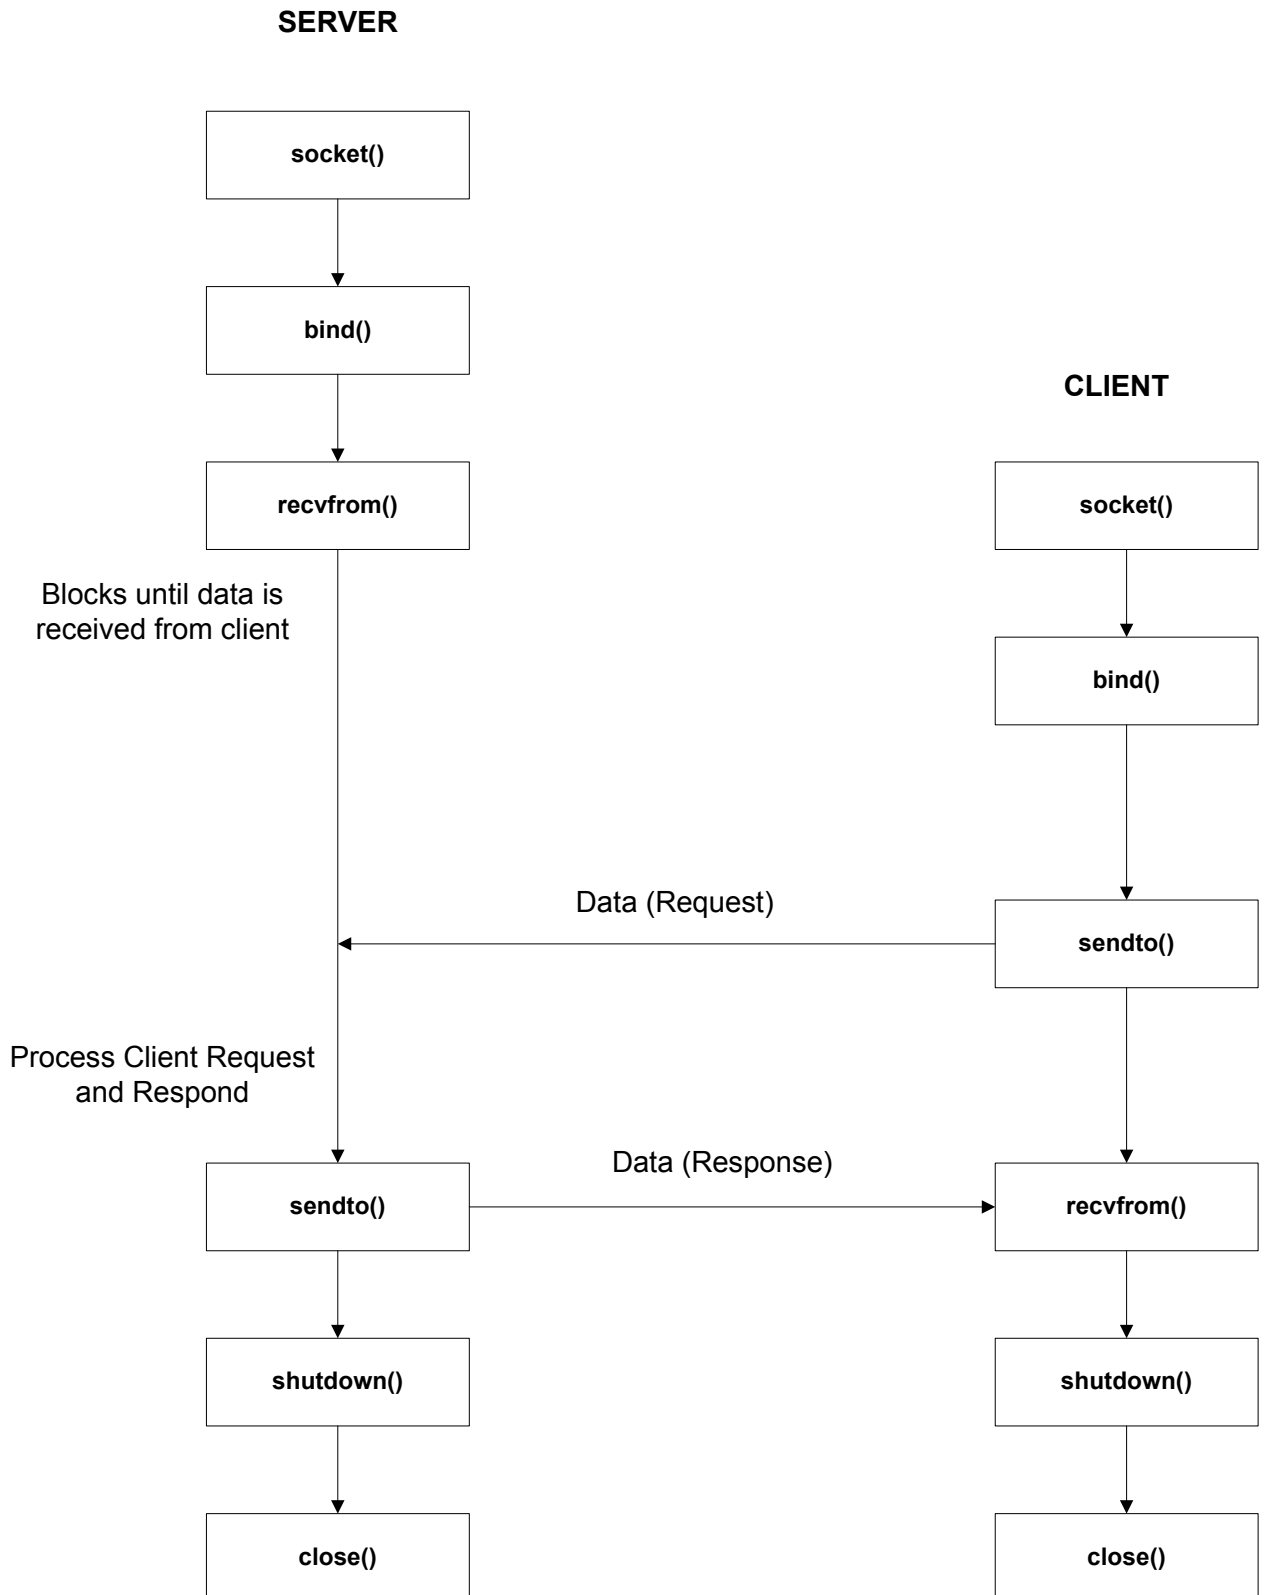 SERVER
socket()
bind()
CLIENT
recvfrom()
socket()
Blocks until data is
received from client
bind()
Data (Request)
sendto()
Process Client Request
and Respond
Data (Response)
sendto()
recvfrom()
shutdown()
shutdown()
close()
close()